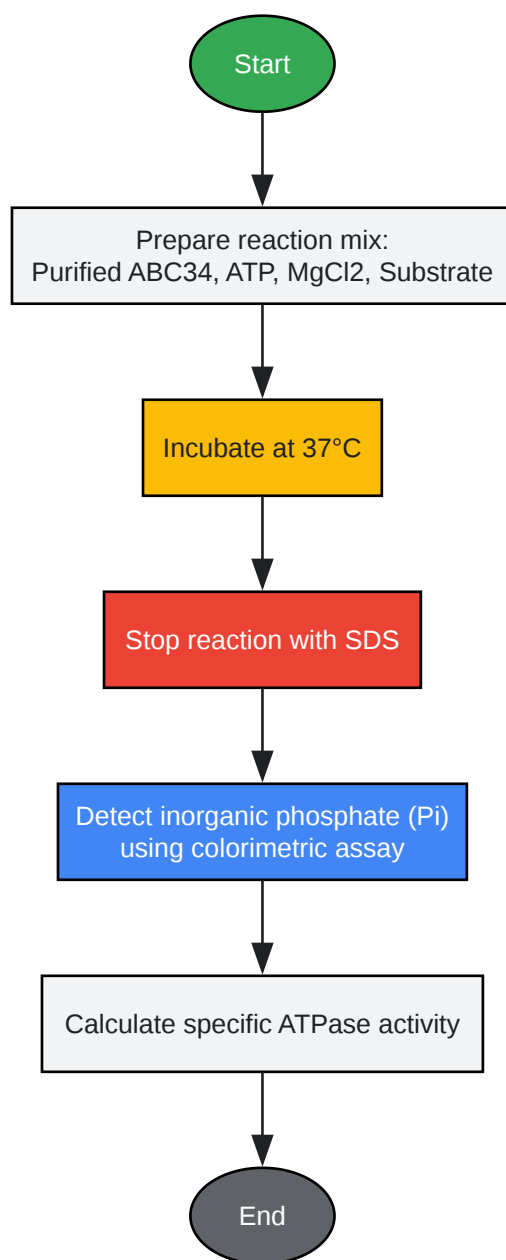 Start
Prepare reaction mix:
Purified ABC34, ATP, MgCl2, Substrate
Incubate at 37°C
Stop reaction with SDS
Detect inorganic phosphate (Pi)
using colorimetric assay
Calculate specific ATPase activity
End